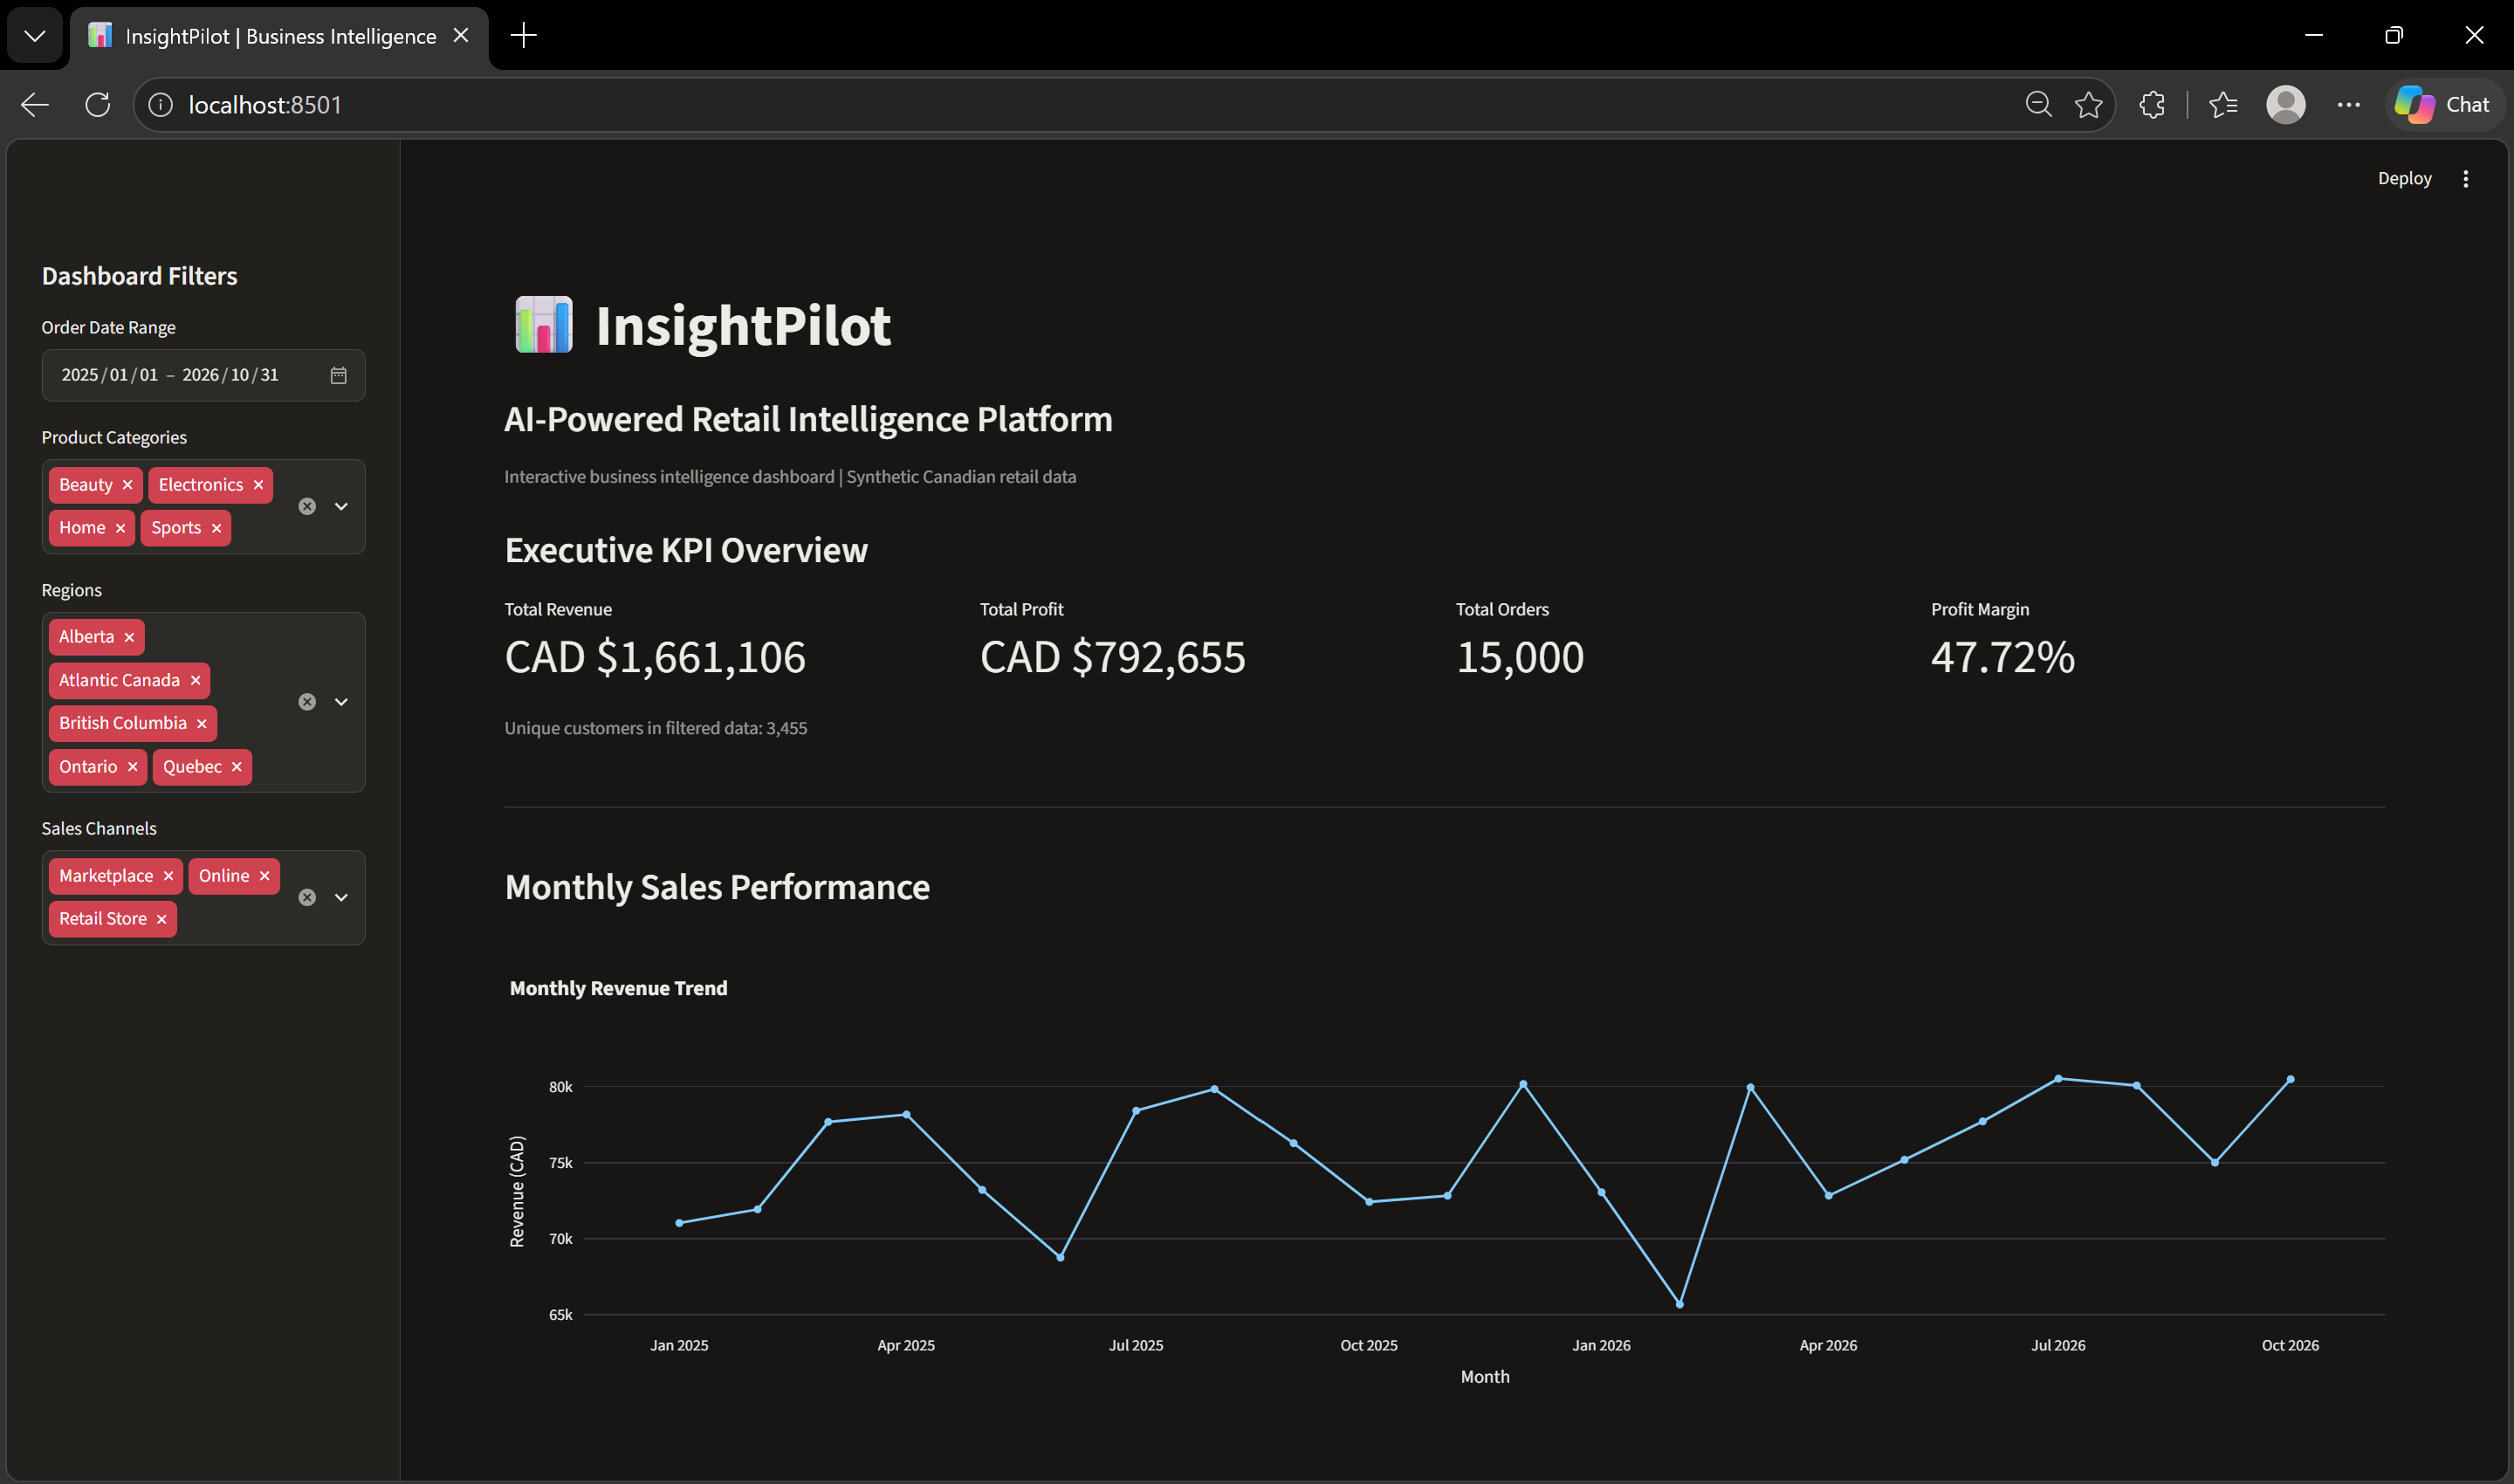 InsightPilot | Business Intelligence
localhost:8501
Chat
Deploy
Dashboard Filters
Order Date Range
2025/01/01 – 2026/10/31
Product Categories
Beauty Electronics
Home Sports
Regions
Alberta
Atlantic Canada
British Columbia
Ontario Quebec
Sales Channels
Marketplace Online
Retail Store
InsightPilot
AI-Powered Retail Intelligence Platform
Interactive business intelligence dashboard | Synthetic Canadian retail data
Executive KPI Overview
Total Revenue Total Profit Total Orders Profit Margin
CAD $1,661,106 CAD $792,655 15,000 47.72%
Unique customers in filtered data: 3,455
Monthly Sales Performance
Monthly Revenue Trend
Revenue (CAD)
80k
75k
70k
65k
Jan 2025 Apr 2025 Jul 2025 Oct 2025 Jan 2026 Apr 2026 Jul 2026 Oct 2026
Month